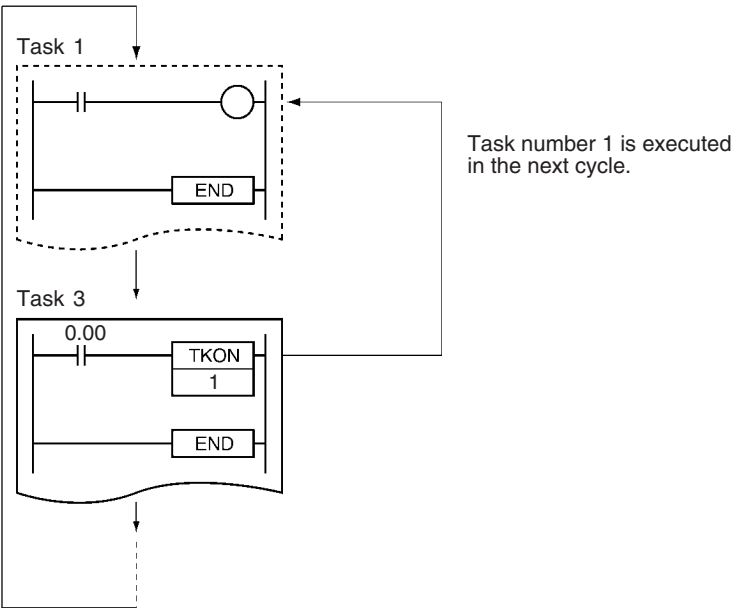 Task 1
END
Task number 1 is executed
in the next cycle.
Task 3
0.00
TKON
1
END